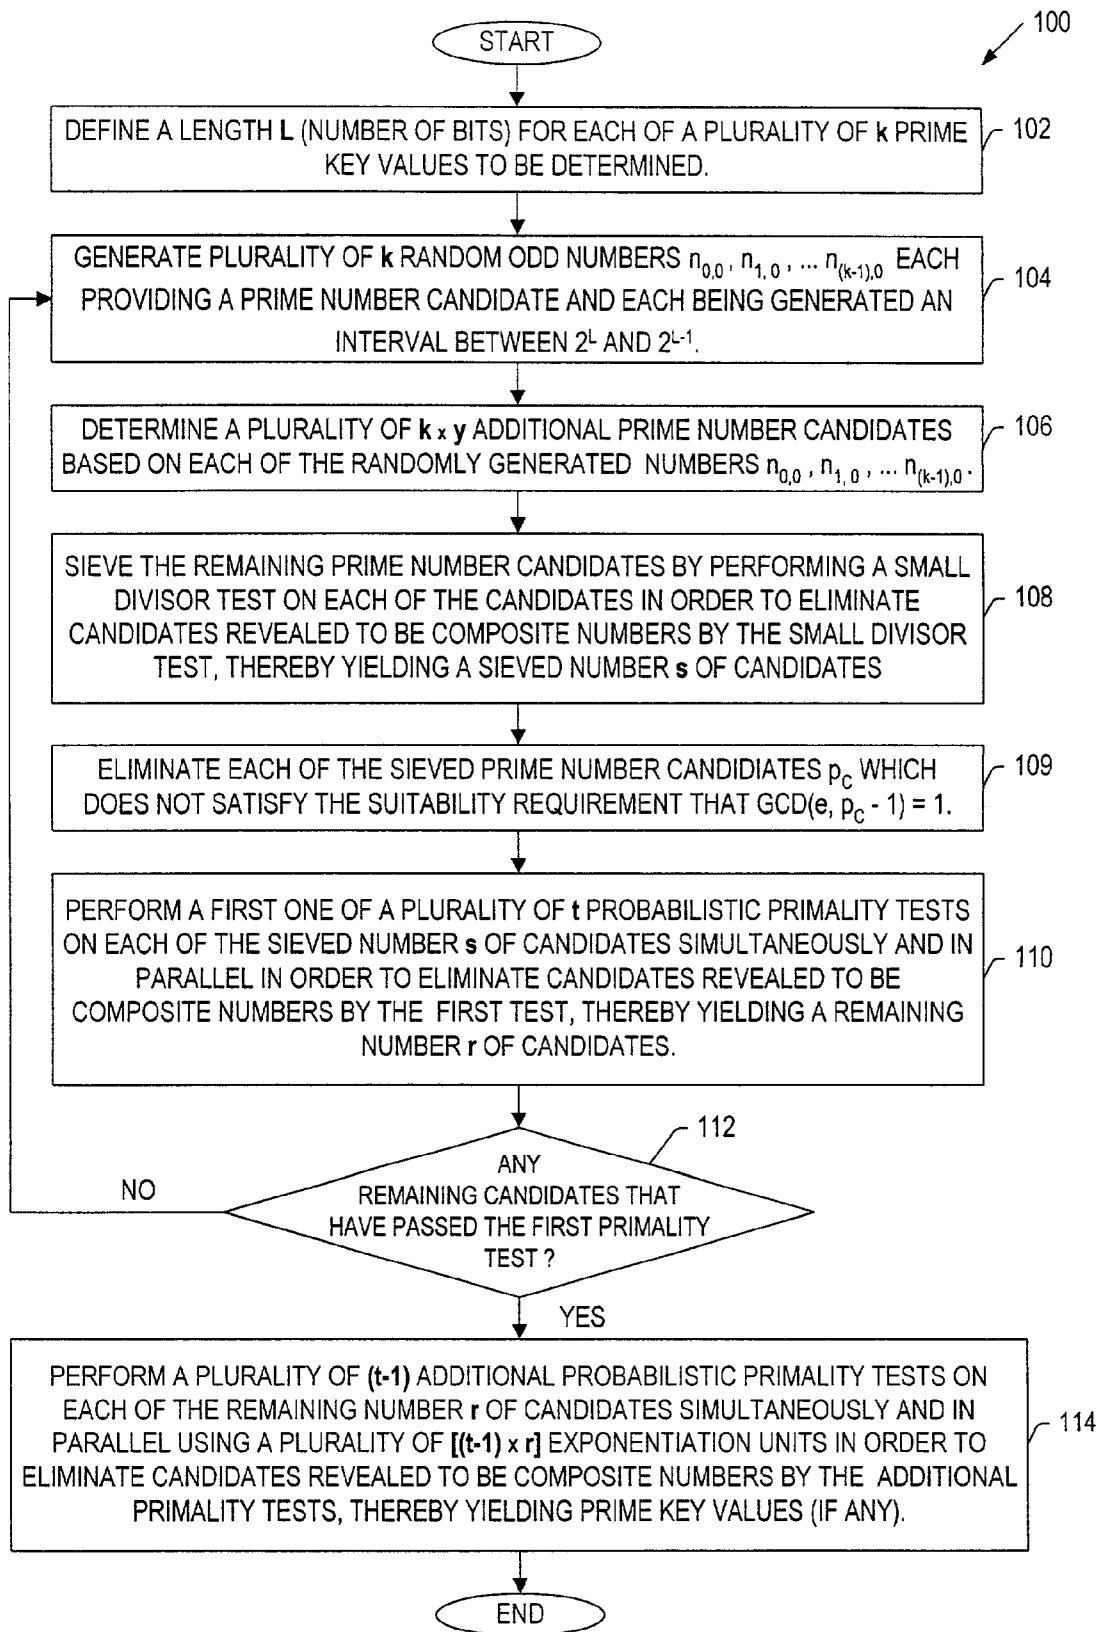 100
START
DEFINE A LENGTH L (NUMBER OF BITS) FOR EACH OF A PLURALITY OF k PRIME
KEY VALUES TO BE DETERMINED.
102
GENERATE PLURALITY OF k RANDOM ODD NUMBERS n0,0 , n1, 0 , ... n(k-1),0 EACH
PROVIDING A PRIME NUMBER CANDIDATE AND EACH BEING GENERATED AN
INTERVAL BETWEEN 2^L AND 2^L-1.
104
DETERMINE A PLURALITY OF k x y ADDITIONAL PRIME NUMBER CANDIDATES
BASED ON EACH OF THE RANDOMLY GENERATED NUMBERS n0,0 , n1, 0 , ... n(k-1),0 .
106
SIEVE THE REMAINING PRIME NUMBER CANDIDATES BY PERFORMING A SMALL
DIVISOR TEST ON EACH OF THE CANDIDATES IN ORDER TO ELIMINATE
CANDIDATES REVEALED TO BE COMPOSITE NUMBERS BY THE SMALL DIVISOR
TEST, THEREBY YIELDING A SIEVED NUMBER s OF CANDIDATES
108
ELIMINATE EACH OF THE SIEVED PRIME NUMBER CANDIDIATES pC WHICH
DOES NOT SATISFY THE SUITABILITY REQUIREMENT THAT GCD(e, pC - 1) = 1.
109
PERFORM A FIRST ONE OF A PLURALITY OF t PROBABILISTIC PRIMALITY TESTS
ON EACH OF THE SIEVED NUMBER s OF CANDIDATES SIMULTANEOUSLY AND IN
PARALLEL IN ORDER TO ELIMINATE CANDIDATES REVEALED TO BE
COMPOSITE NUMBERS BY THE FIRST TEST, THEREBY YIELDING A REMAINING
NUMBER r OF CANDIDATES.
110
112
ANY
REMAINING CANDIDATES THAT
HAVE PASSED THE FIRST PRIMALITY
TEST ?
NO
YES
PERFORM A PLURALITY OF (t-1) ADDITIONAL PROBABILISTIC PRIMALITY TESTS ON
EACH OF THE REMAINING NUMBER r OF CANDIDATES SIMULTANEOUSLY AND IN
PARALLEL USING A PLURALITY OF [(t-1) x r] EXPONENTIATION UNITS IN ORDER TO
ELIMINATE CANDIDATES REVEALED TO BE COMPOSITE NUMBERS BY THE ADDITIONAL
PRIMALITY TESTS, THEREBY YIELDING PRIME KEY VALUES (IF ANY).
114
END